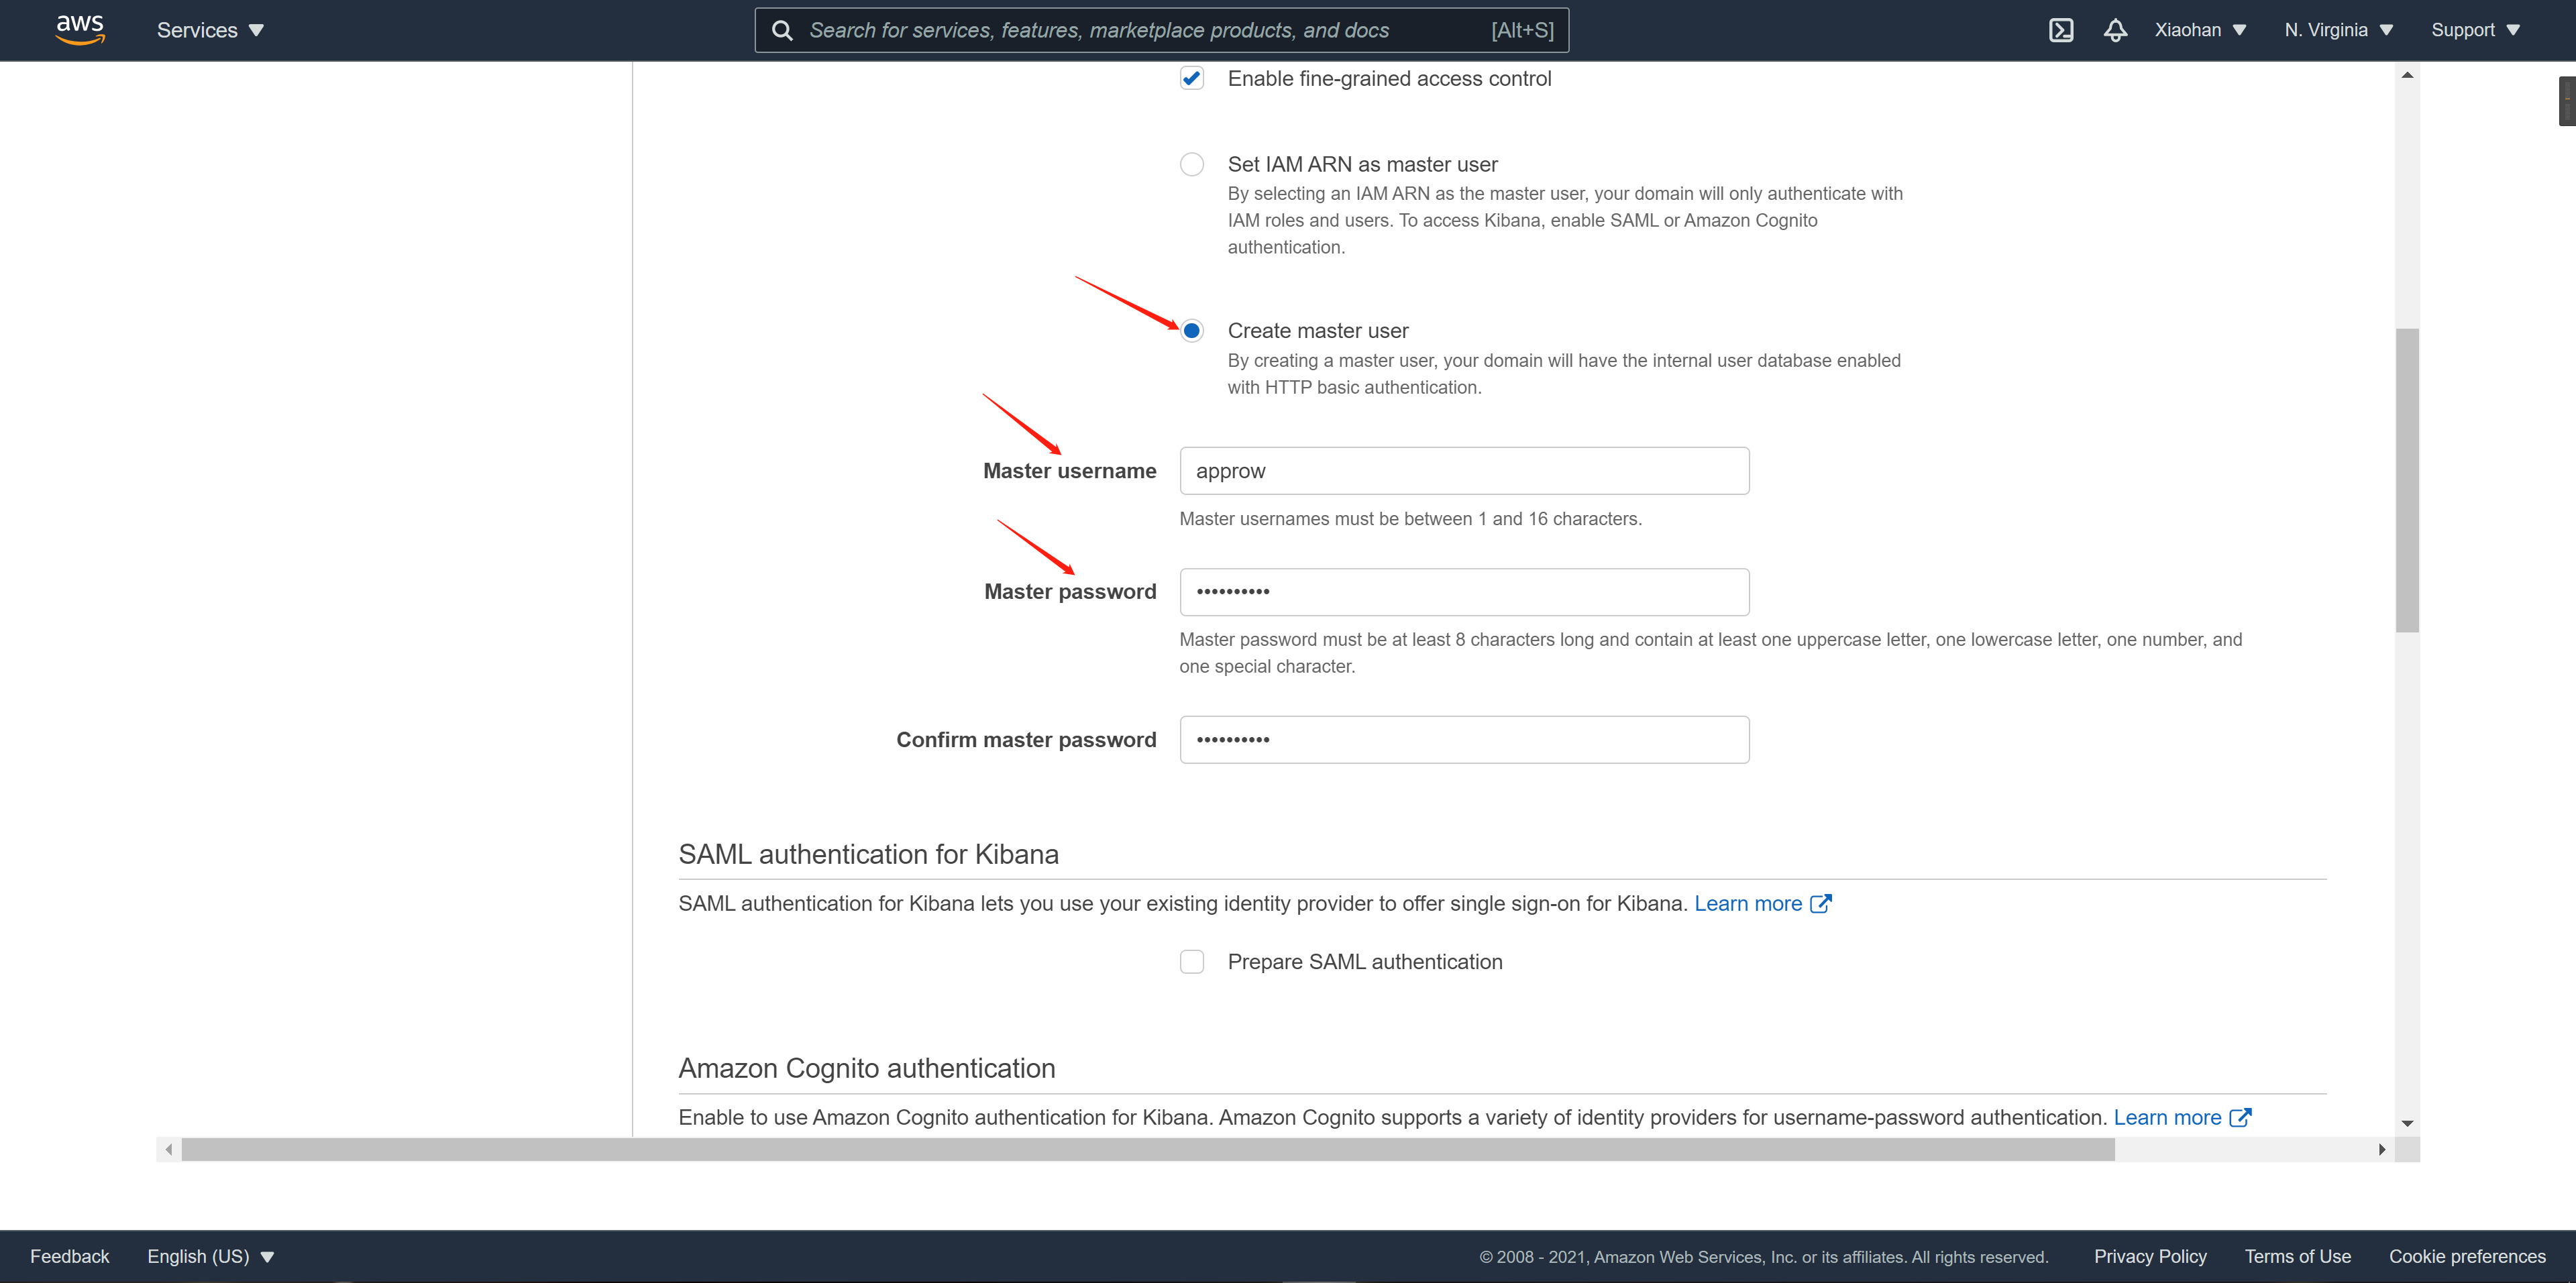 aws
Services
Search for services, features, marketplace products, and docs
[Alt+S]
Xiaohan
N. Virginia
Support
Enable fine-grained access control
Set IAM ARN as master user
By selecting an IAM ARN as the master user, your domain will only authenticate with
IAM roles and users. To access Kibana, enable SAML or Amazon Cognito
authentication.
Create master user
By creating a master user, your domain will have the internal user database enabled
with HTTP basic authentication.
Master username
approw
Master usernames must be between 1 and 16 characters.
Master password
••••••••••
Master password must be at least 8 characters long and contain at least one uppercase letter, one lowercase letter, one number, and
one special character.
Confirm master password
••••••••••
SAML authentication for Kibana
SAML authentication for Kibana lets you use your existing identity provider to offer single sign-on for Kibana. Learn more
Prepare SAML authentication
Amazon Cognito authentication
Enable to use Amazon Cognito authentication for Kibana. Amazon Cognito supports a variety of identity providers for username-password authentication. Learn more
Feedback
English (US)
© 2008 - 2021, Amazon Web Services, Inc. or its affiliates. All rights reserved.
Privacy Policy
Terms of Use
Cookie preferences